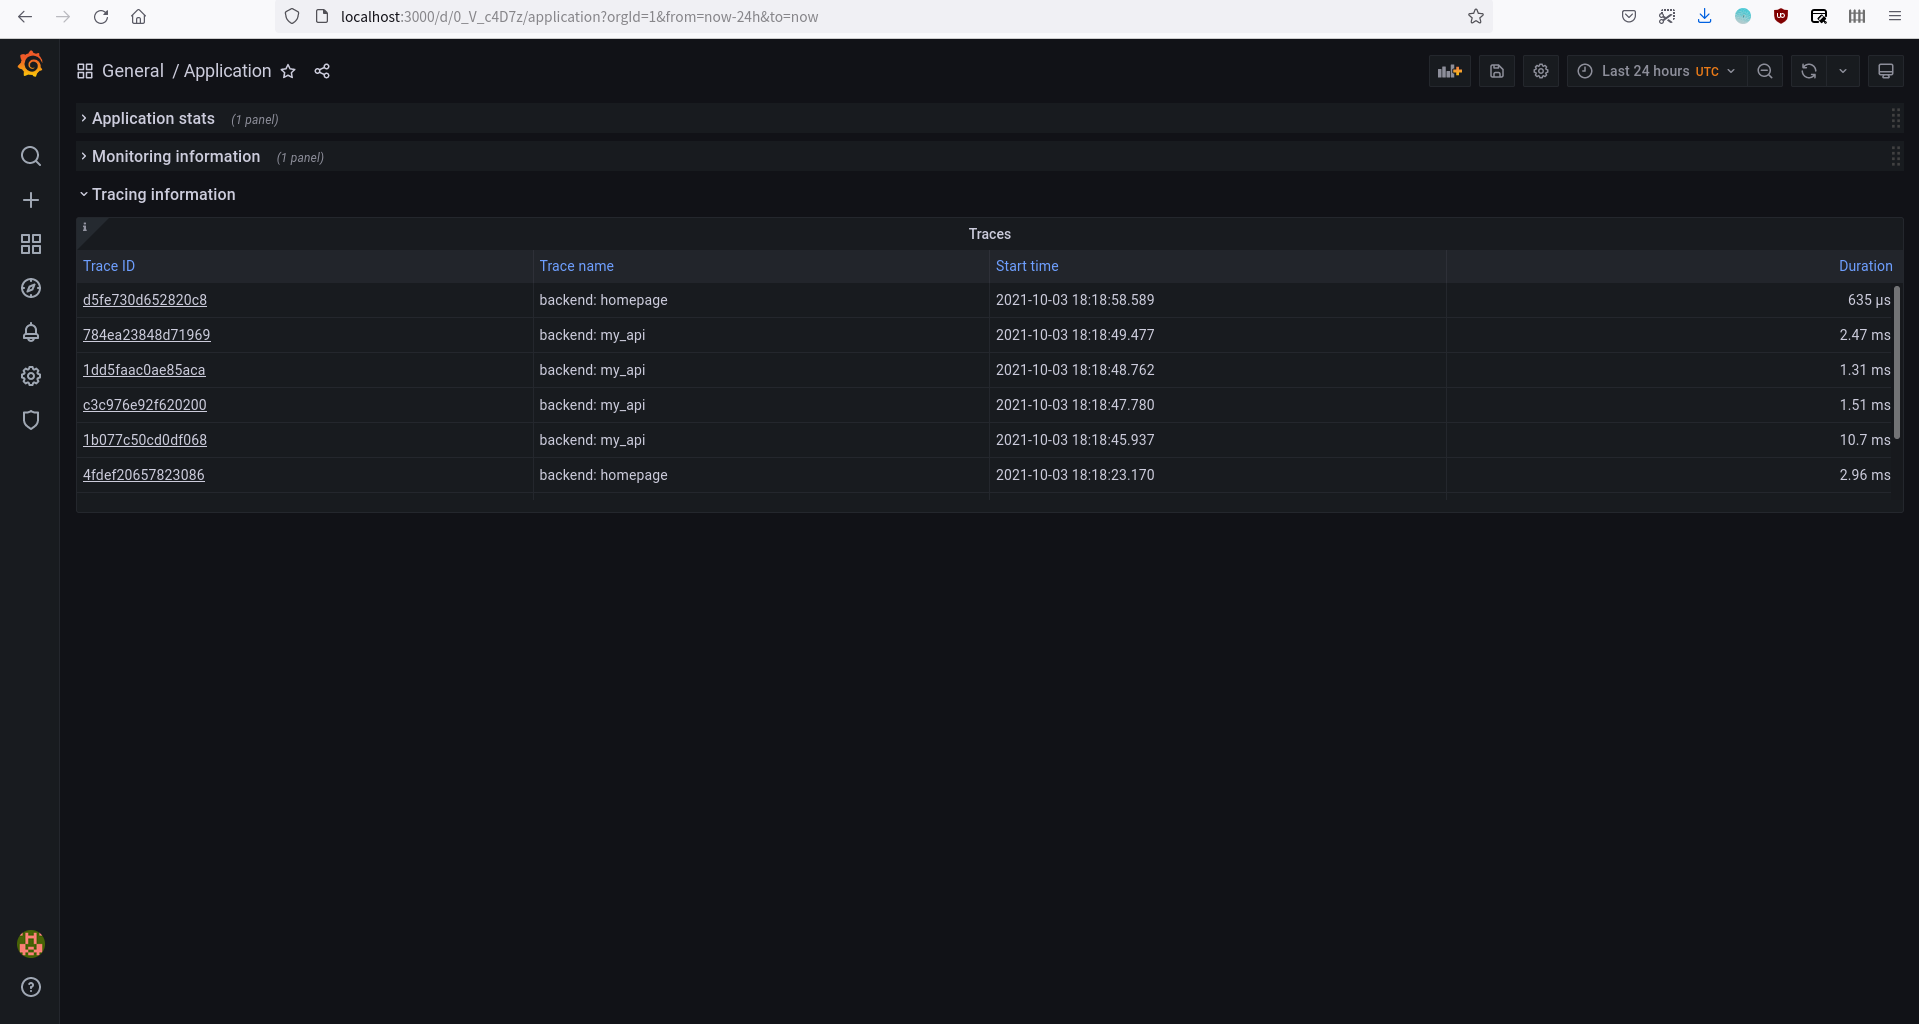 localhost:3000/d/0_V_c4D7z/application?orgId=1&from=now-24h&to=now
General / Application
Last 24 hours UTC
Application stats (1 panel)
Monitoring information (1 panel)
Tracing information
i
Traces
Trace ID Trace name Start time Duration
d5fe730d652820c8 backend: homepage 2021-10-03 18:18:58.589 635 µs
784ea23848d71969 backend: my_api 2021-10-03 18:18:49.477 2.47 ms
1dd5faac0ae85aca backend: my_api 2021-10-03 18:18:48.762 1.31 ms
c3c976e92f620200 backend: my_api 2021-10-03 18:18:47.780 1.51 ms
1b077c50cd0df068 backend: my_api 2021-10-03 18:18:45.937 10.7 ms
4fdef20657823086 backend: homepage 2021-10-03 18:18:23.170 2.96 ms